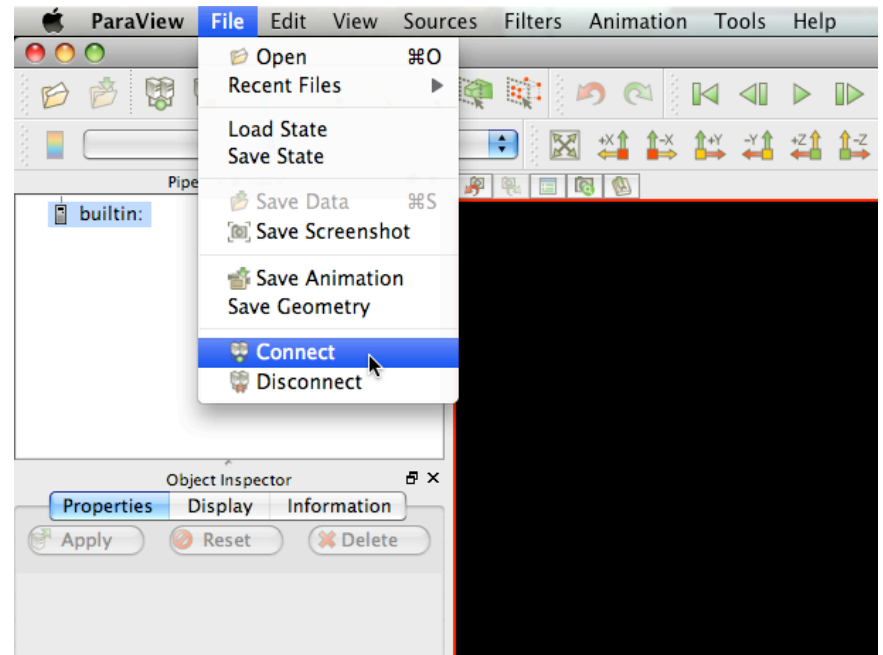 ParaView File Edit View Sources Filters Animation Tools Help
Open ⌘O
Recent Files
Load State
Save State
Save Data ⌘S
Save Screenshot
Save Animation
Save Geometry
Connect
Disconnect
+X -X +Y -Y +Z -Z
builtin:
Object Inspector
Properties Display Information
Apply Reset Delete